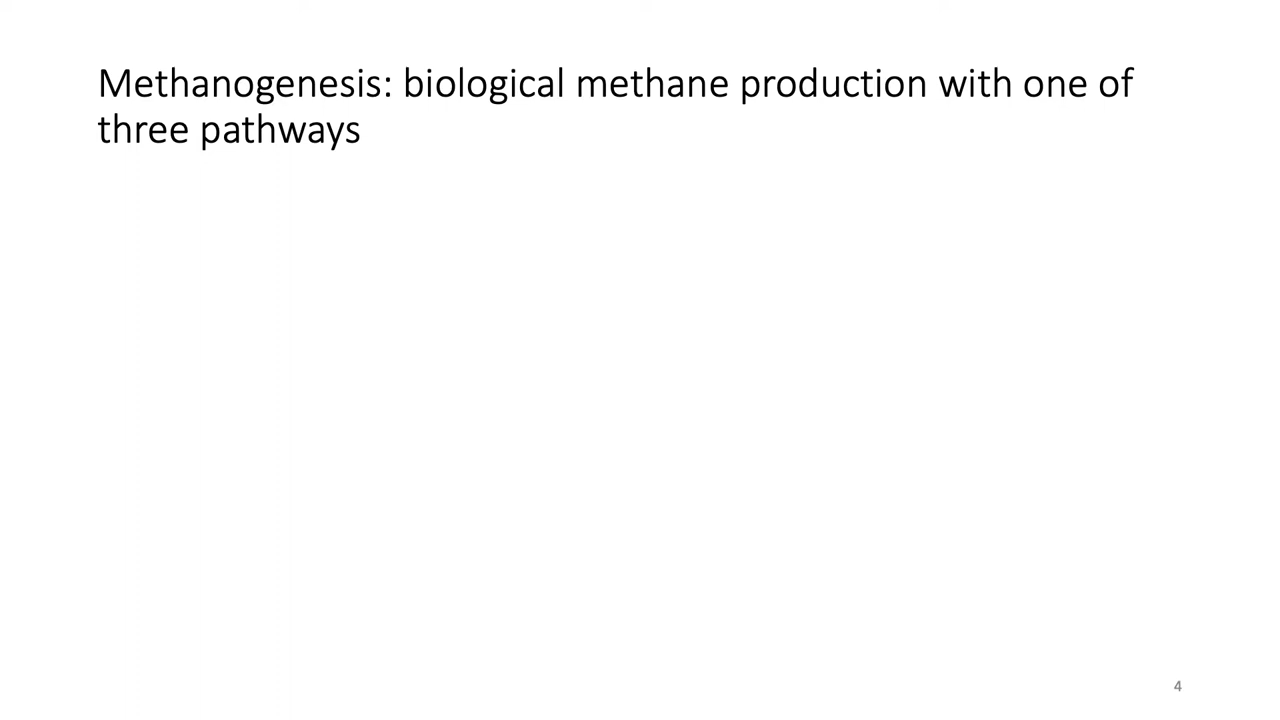 Methanogenesis: biological methane production with one of
three pathways
4